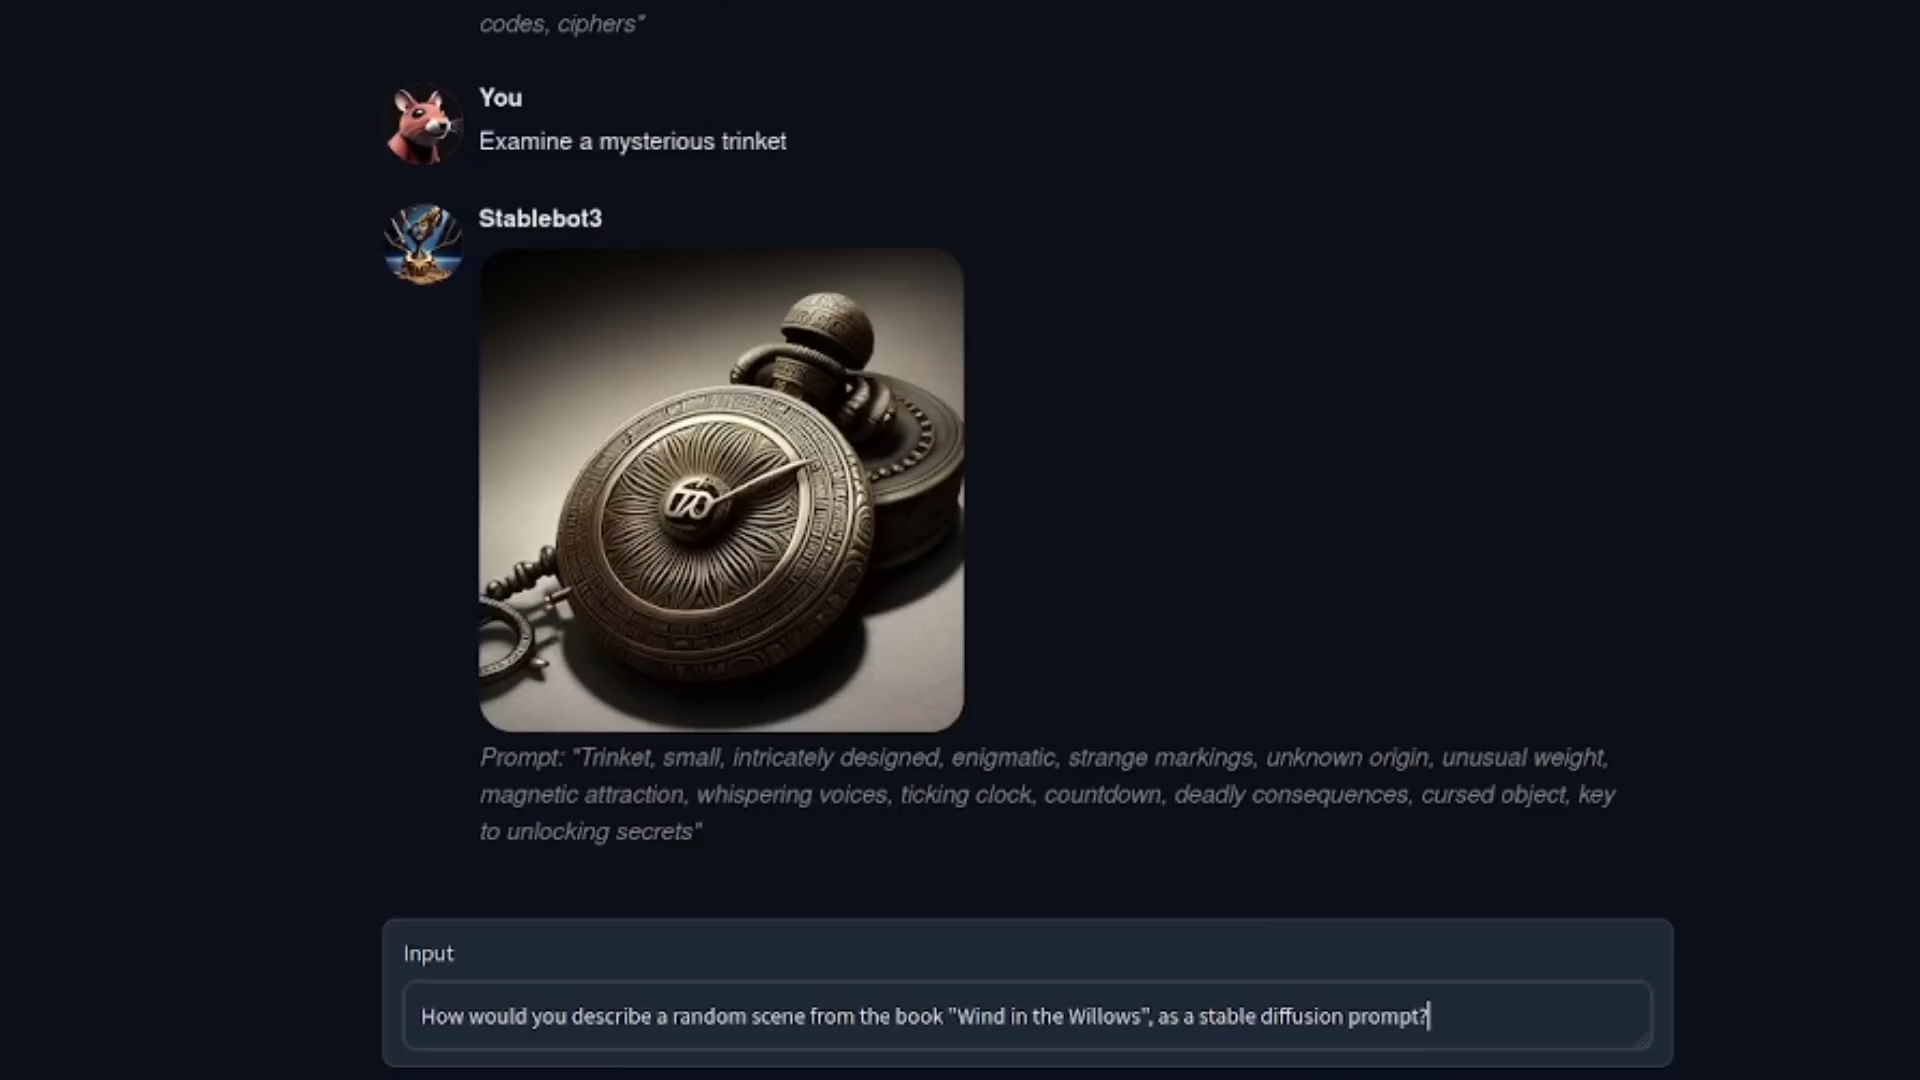 codes, ciphers"
You
Examine a mysterious trinket
Stablebot3
Prompt: "Trinket, small, intricately designed, enigmatic, strange markings, unknown origin, unusual weight,
magnetic attraction, whispering voices, ticking clock, countdown, deadly consequences, cursed object, key
to unlocking secrets"
Input
How would you describe a random scene from the book "Wind in the Willows", as a stable diffusion prompt?